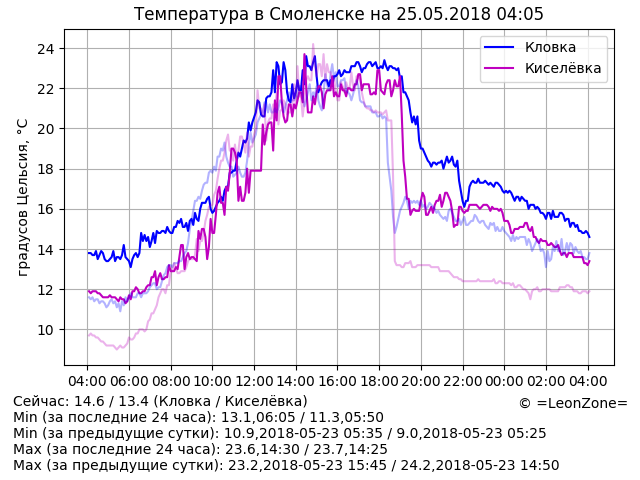 Температура в Смоленске на 25.05.2018 04:05
Кловка
Киселёвка
градусов Цельсия, °C
24
22
20
18
16
14
12
10
04:00 06:00 08:00 10:00 12:00 14:00 16:00 18:00 20:00 22:00 00:00 02:00 04:00
Сейчас: 14.6 / 13.4 (Кловка / Киселёвка)
© =LeonZone=
Min (за последние 24 часа): 13.1,06:05 / 11.3,05:50
Min (за предыдущие сутки): 10.9,2018-05-23 05:35 / 9.0,2018-05-23 05:25
Max (за последние 24 часа): 23.6,14:30 / 23.7,14:25
Max (за предыдущие сутки): 23.2,2018-05-23 15:45 / 24.2,2018-05-23 14:50